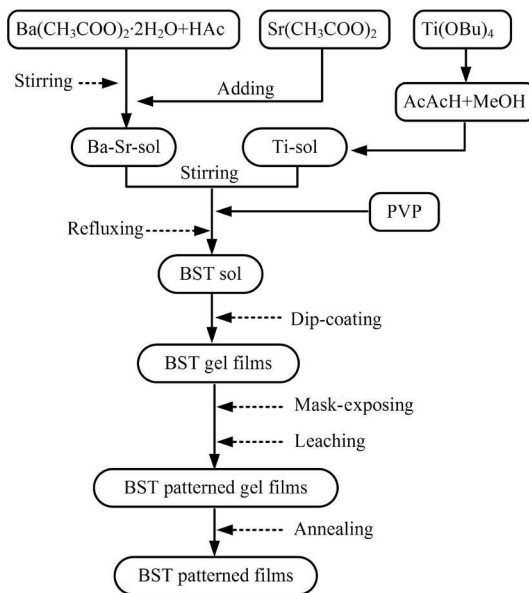 Ba(CH₃COO)₂·2H₂O+HAc
Sr(CH₃COO)₂
Ti(OBu)₄
Stirring
Adding
AcAcH+MeOH
Ba-Sr-sol
Ti-sol
Stirring
PVP
Refluxing
BST sol
Dip-coating
BST gel films
Mask-exposing
Leaching
BST patterned gel films
Annealing
BST patterned films